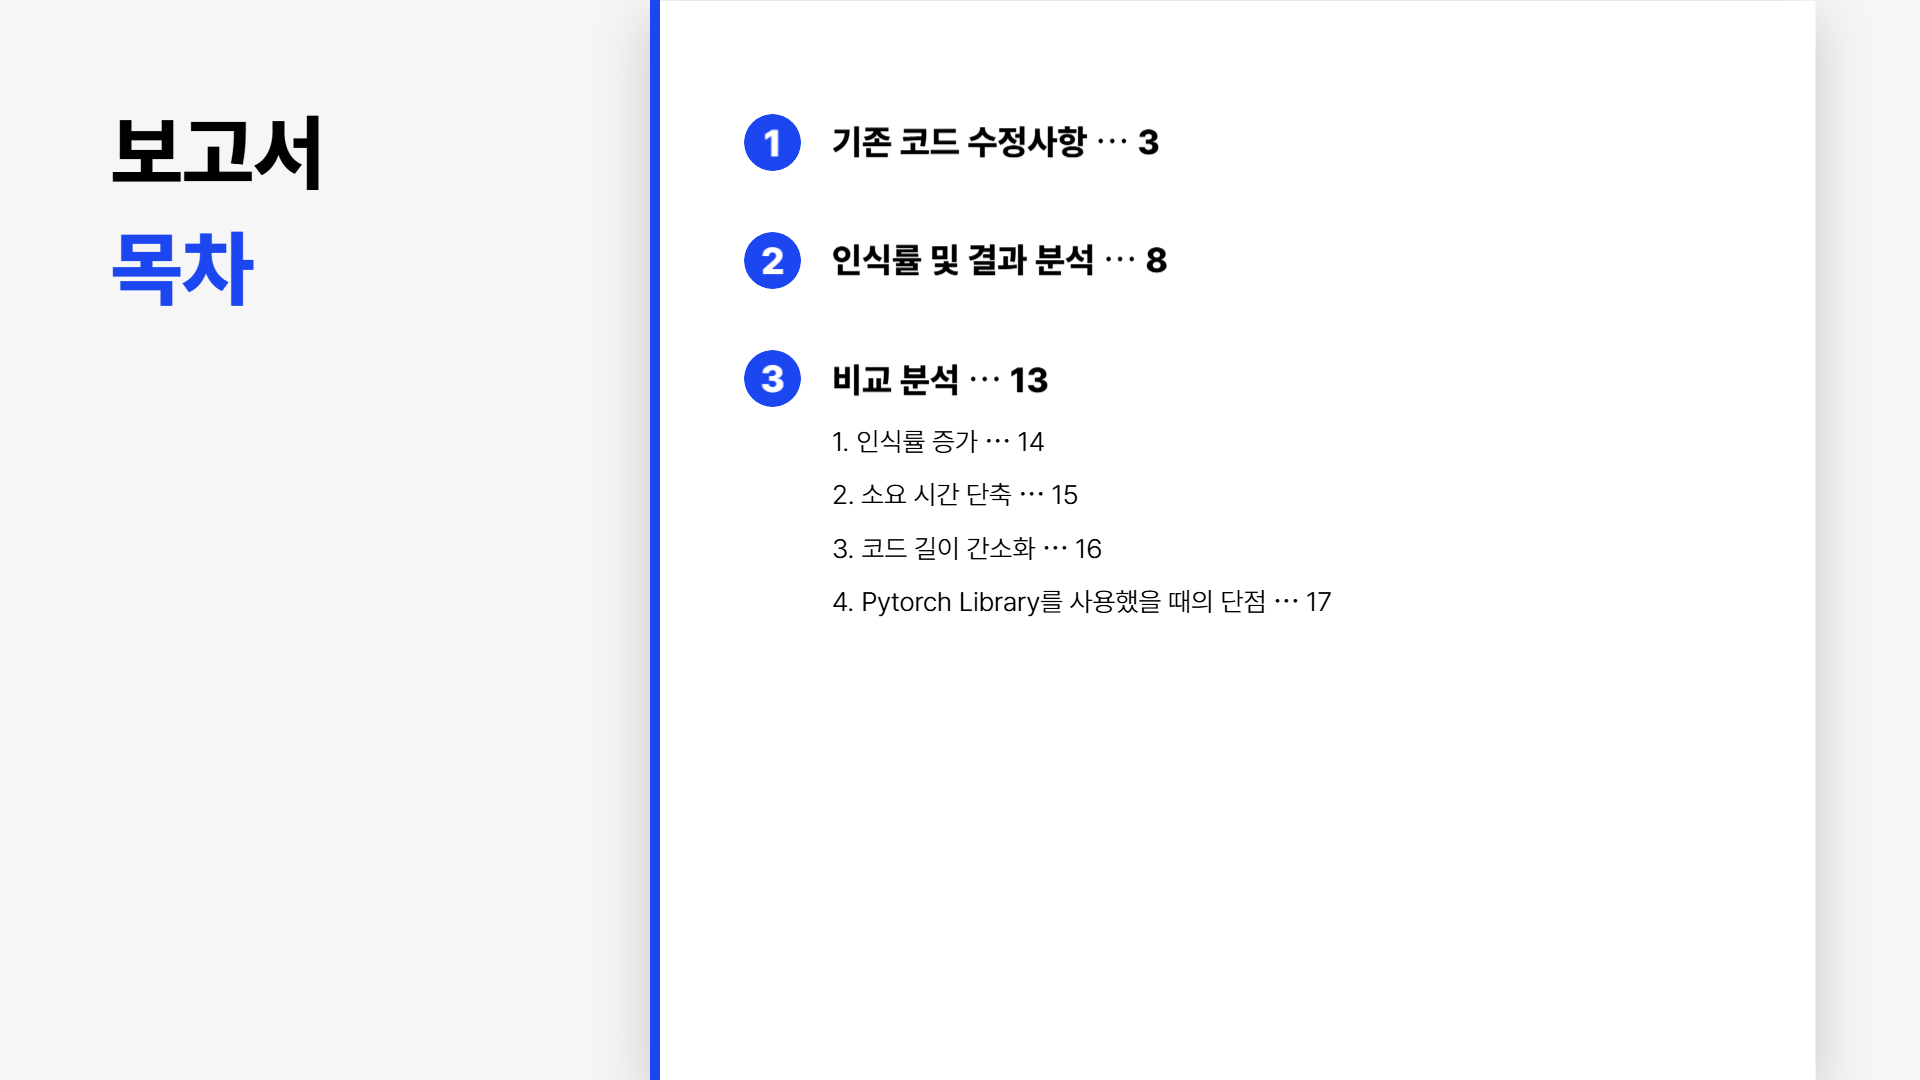 보고서
목차
1 기존 코드 수정사항 ··· 3
2 인식률 및 결과 분석 ··· 8
3 비교 분석 ··· 13
1. 인식률 증가 ··· 14
2. 소요 시간 단축 ··· 15
3. 코드 길이 간소화 ··· 16
4. Pytorch Library를 사용했을 때의 단점 ··· 17